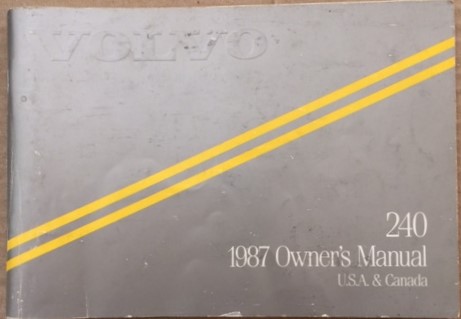 VOLVO
240
1987 Owner's Manual
U.S.A. & Canada